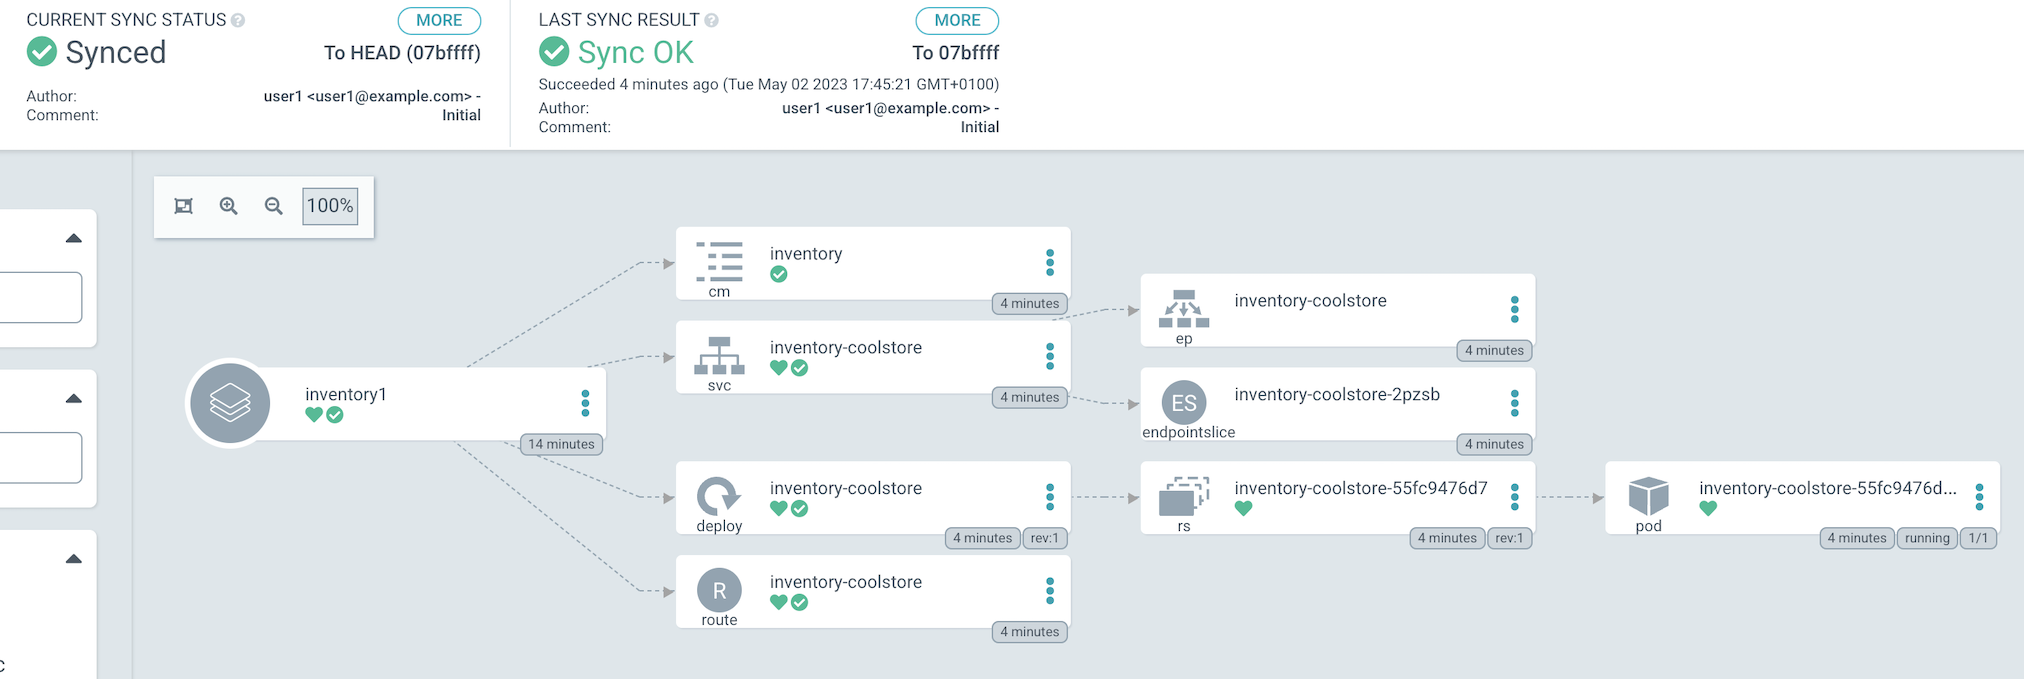 CURRENT SYNC STATUS
MORE
Synced
To HEAD (07bffff)
Author:
user1 <user1@example.com> -
Comment:
Initial
LAST SYNC RESULT
MORE
Sync OK
To 07bffff
Succeeded 4 minutes ago (Tue May 02 2023 17:45:21 GMT+0100)
Author:
user1 <user1@example.com> -
Comment:
Initial
100%
inventory1
14 minutes
inventory
cm
4 minutes
inventory-coolstore
svc
4 minutes
inventory-coolstore
ep
4 minutes
ES
inventory-coolstore-2pzsb
endpointslice
4 minutes
inventory-coolstore
deploy
4 minutes
rev:1
inventory-coolstore-55fc9476d7
rs
4 minutes
rev:1
inventory-coolstore-55fc9476d...
pod
4 minutes
running
1/1
R
inventory-coolstore
route
4 minutes